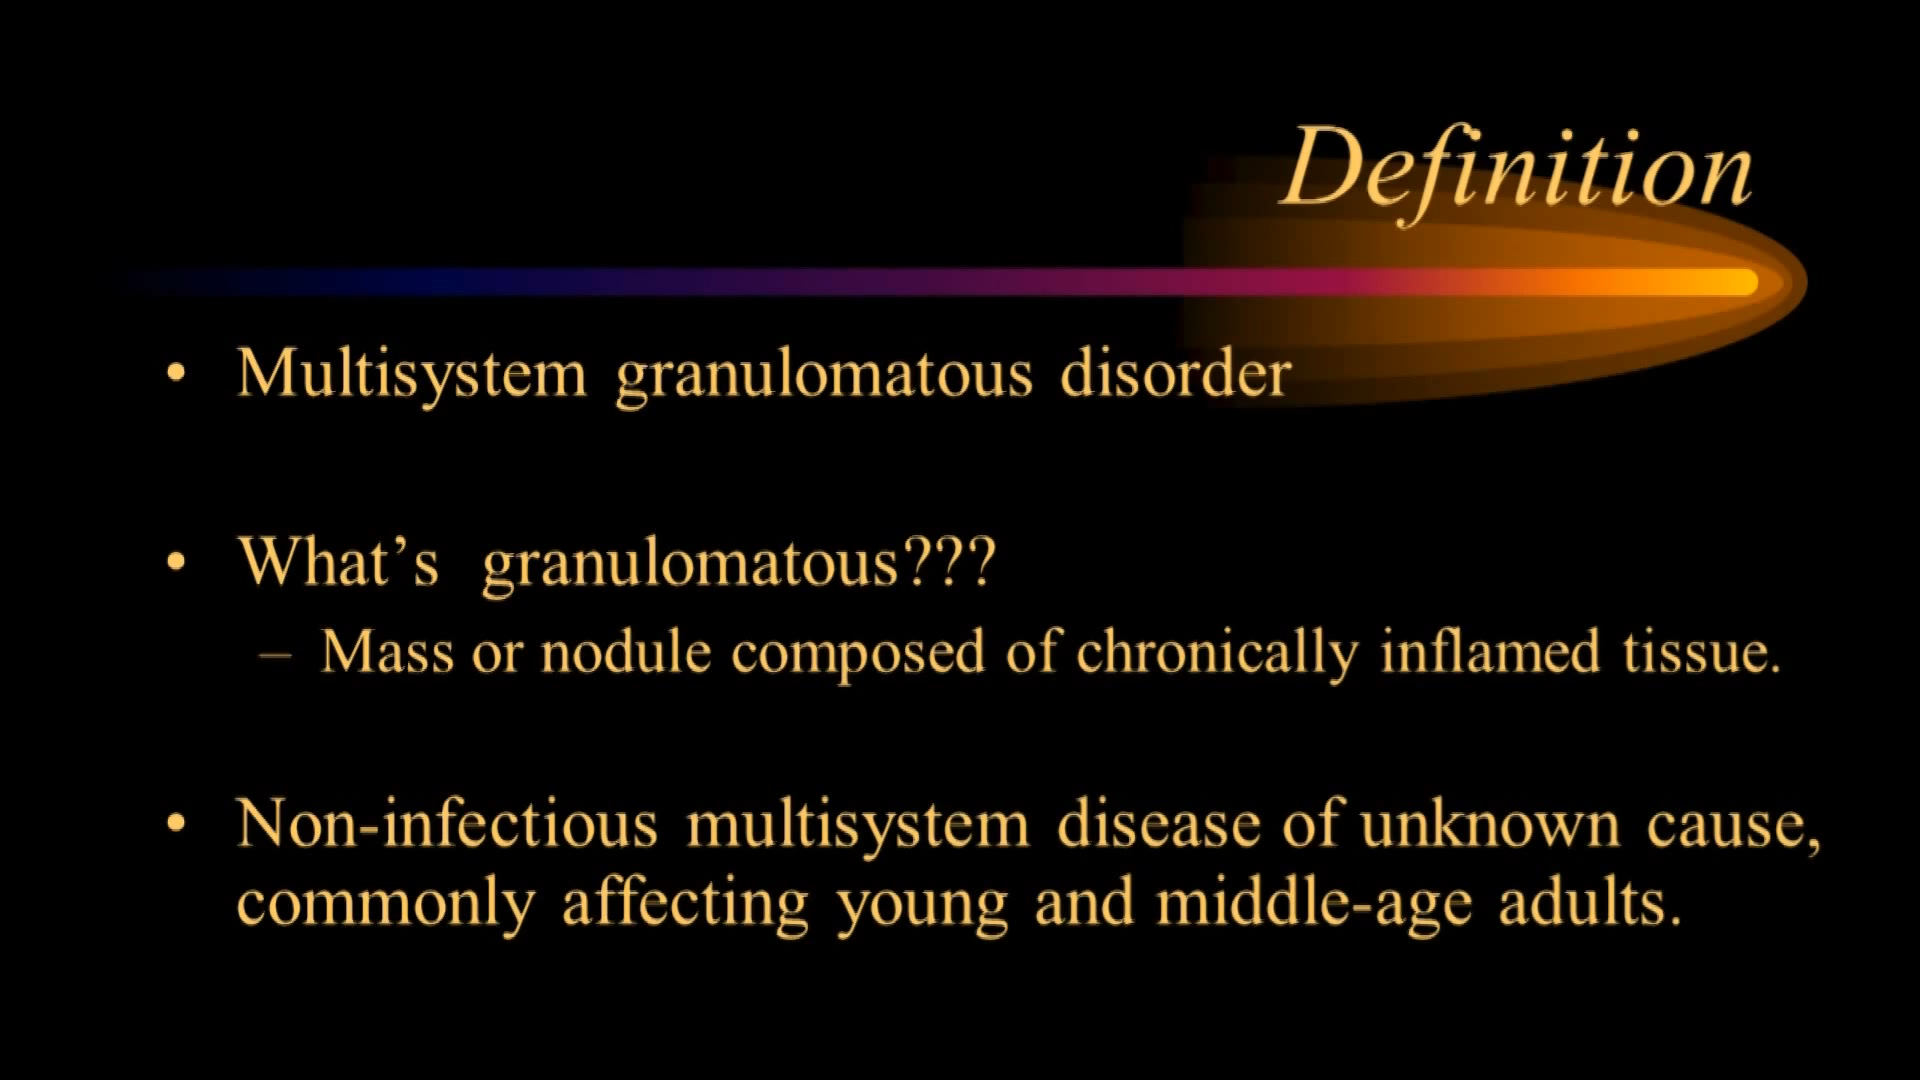 Definition
• Multisystem granulomatous disorder
• What’s granulomatous???
– Mass or nodule composed of chronically inflamed tissue.
• Non-infectious multisystem disease of unknown cause,
commonly affecting young and middle-age adults.